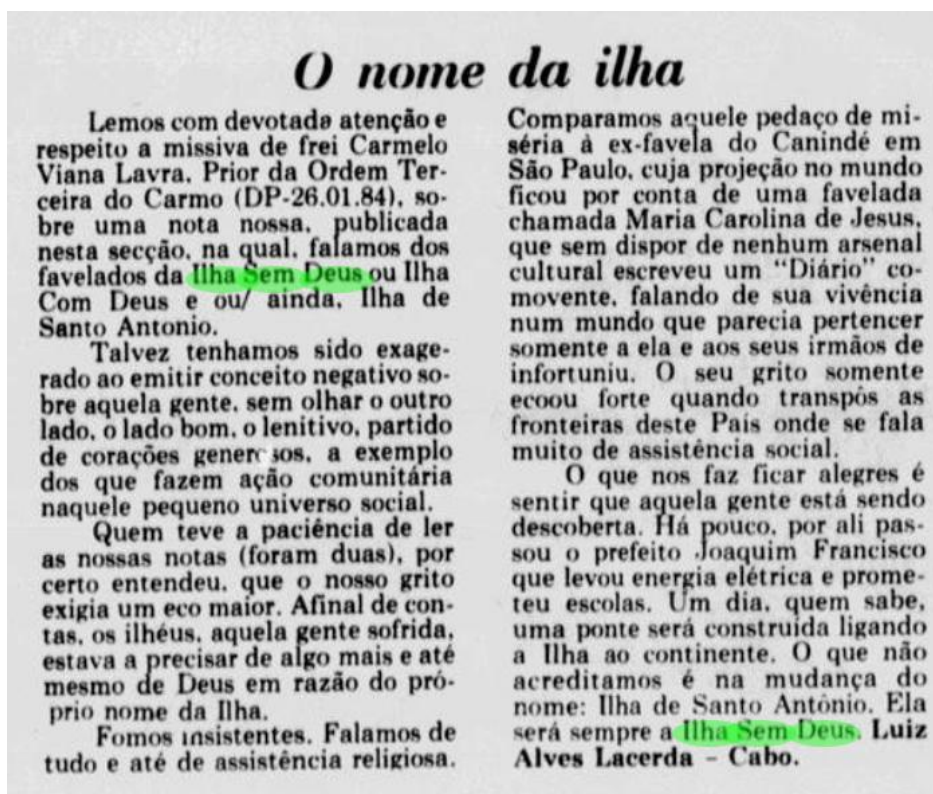 O nome da ilha
Lemos com devotada atenção e
respeito a missiva de frei Carmelo
Viana Lavra, Prior da Ordem Ter-
ceira do Carmo (DP-26.01.84), so-
bre uma nota nossa, publicada
nesta secção, na qual, falamos dos
favelados da Ilha Sem Deus ou Ilha
Com Deus e ou/ ainda, Ilha de
Santo Antonio.
Talvez tenhamos sido exage-
rado ao emitir conceito negativo so-
bre aquela gente, sem olhar o outro
lado, o lado bom, o lenitivo, partido
de corações generosos, a exemplo
dos que fazem ação comunitária
naquele pequeno universo social.
Quem teve a paciência de ler
as nossas notas (foram duas), por
certo entendeu, que o nosso grito
exigia um eco maior. Afinal de con-
tas, os ilhéus, aquela gente sofrida,
estava a precisar de algo mais e até
mesmo de Deus em razão do pró-
prio nome da Ilha.
Fomos insistentes. Falamos de
tudo e até de assistência religiosa.
Comparamos aquele pedaço de mi-
séria à ex-favela do Canindé em
São Paulo, cuja projeção no mundo
ficou por conta de uma favelada
chamada Maria Carolina de Jesus,
que sem dispor de nenhum arsenal
cultural escreveu um "Diário" co-
movente, falando de sua vivência
num mundo que parecia pertencer
somente a ela e aos seus irmãos de
infortuniu. O seu grito somente
ecoou forte quando transpôs as
fronteiras deste País onde se fala
muito de assistência social.
O que nos faz ficar alegres é
sentir que aquela gente está sendo
descoberta. Há pouco, por ali pas-
sou o prefeito Joaquim Francisco
que levou energia elétrica e prome-
teu escolas. Um dia, quem sabe,
uma ponte será construída ligando
a Ilha ao continente. O que não
acreditamos é na mudança do
nome: Ilha de Santo Antônio. Ela
será sempre a Ilha Sem Deus. Luiz
Alves Lacerda - Cabo.